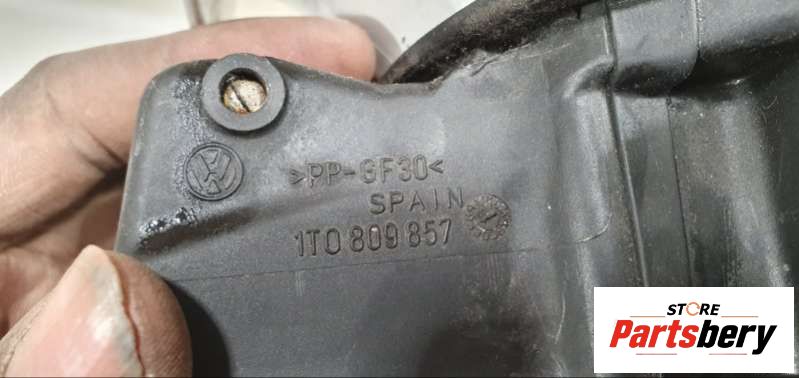 >PP-GF30<
SPAIN
1T0 809 857
STORE
Partsbery